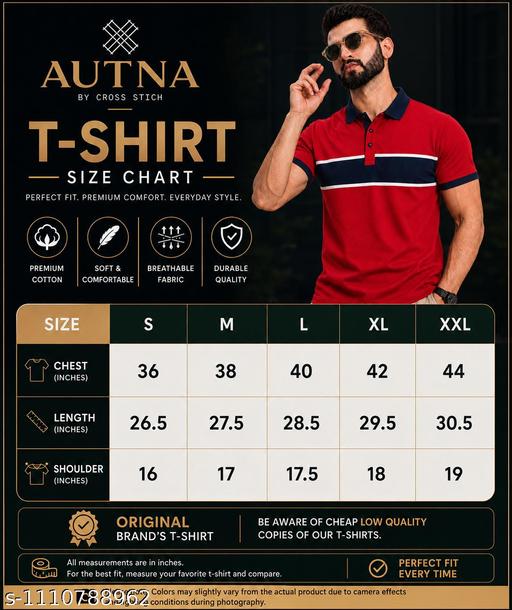 AUTNA
BY CROSS STICH
T-SHIRT
SIZE CHART
PERFECT FIT. PREMIUM COMFORT. EVERYDAY STYLE.
PREMIUM COTTON
SOFT & COMFORTABLE
BREATHABLE FABRIC
DURABLE QUALITY
SIZE S M L XL XXL
CHEST (INCHES) 36 38 40 42 44
LENGTH (INCHES) 26.5 27.5 28.5 29.5 30.5
SHOULDER (INCHES) 16 17 17.5 18 19
ORIGINAL
BRAND'S T-SHIRT
BE AWARE OF CHEAP LOW QUALITY
COPIES OF OUR T-SHIRTS.
All measurements are in inches.
For the best fit, measure your favorite t-shirt and compare.
PERFECT FIT
EVERY TIME
s-1110788962
Colors may slightly vary from the actual product due to camera effects
conditions during photography.